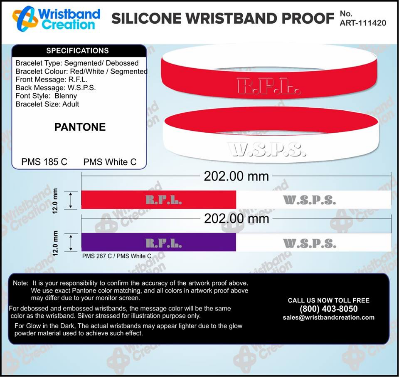 Wristband
Creation
SILICONE WRISTBAND PROOF
No.
ART-111420
SPECIFICATIONS
Bracelet Type: Segmented/ Debossed
Bracelet Colour: Red/White / Segmented
Front Message: R.F.L.
Back Message: W.S.P.S.
Font Style: Blenny
Bracelet Size: Adult
PANTONE
PMS 185 C PMS White C
R.F.L.
W.S.P.S.
202.00 mm
12.0 mm
R.F.L. W.S.P.S.
202.00 mm
12.0 mm
R.F.L. W.S.P.S.
PMS 267 C / PMS White C
Note: It is your responsibility to confirm the accuracy of the artwork proof above.
We use exact Pantone color matching, and all colors in artwork proof above
may differ due to your monitor screen.
For debossed and embossed wristbands, the message color will be the same
color as the wristband. Silver stressed for illustration purpose only.
For Glow in the Dark, The actual wristbands may appear lighter due to the glow
powder material used to achieve such effect.
CALL US NOW TOLL FREE
(800) 403-8050
sales@wristbandcreation.com